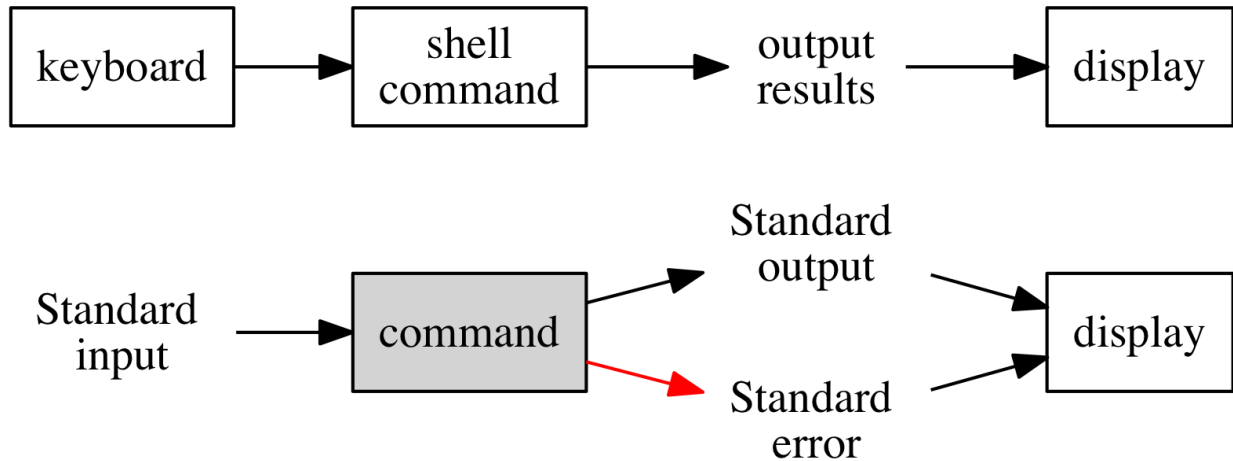 keyboard
shell
command
output
results
display
Standard
input
command
Standard
output
Standard
error
display